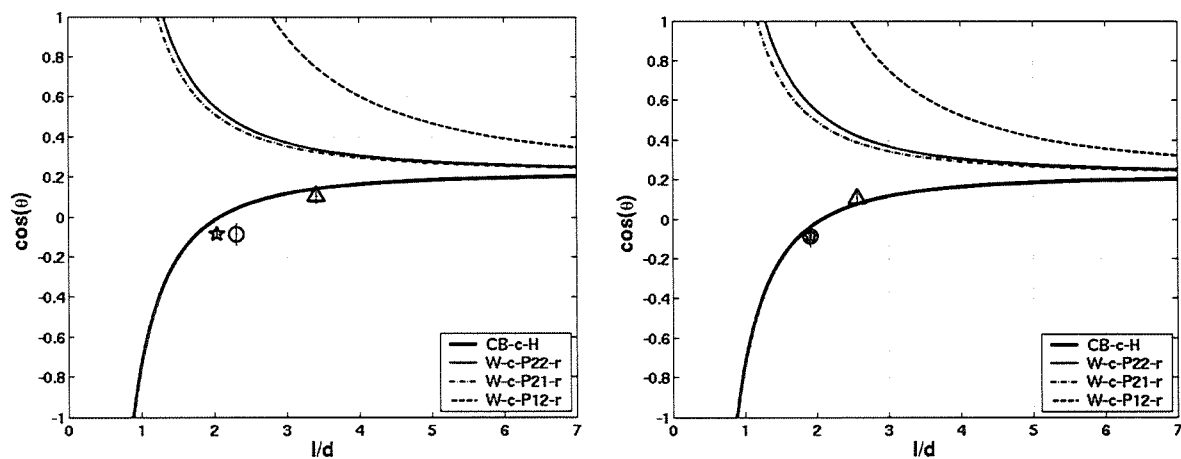 1
0.8
0.6
0.4
0.2
0
-0.2
-0.4
-0.6
-0.8
-1
cos(θ)
0 1 2 3 4 5 6 7
l/d
CB-c-H
W-c-P22-r
W-c-P21-r
W-c-P12-r
1
0.8
0.6
0.4
0.2
0
-0.2
-0.4
-0.6
-0.8
-1
cos(θ)
0 1 2 3 4 5 6 7
l/d
CB-c-H
W-c-P22-r
W-c-P21-r
W-c-P12-r